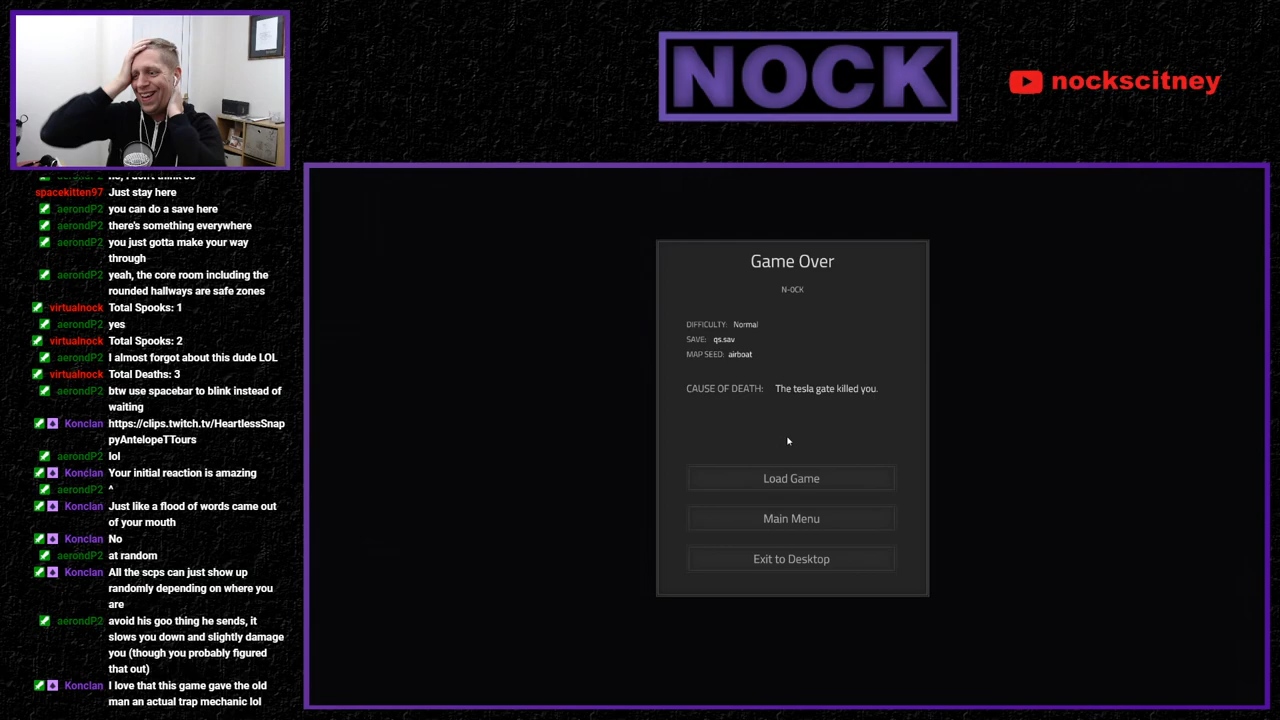 NOCK
nockscitney
no, I don't think so
spacekitten97 Just stay here
aerondP2 you can do a save here
aerondP2 there's something everywhere
aerondP2 you just gotta make your way
through
aerondP2 yeah, the core room including the
rounded hallways are safe zones
virtualnock Total Spooks: 1
aerondP2 yes
virtualnock Total Spooks: 2
aerondP2 I almost forgot about this dude LOL
virtualnock Total Deaths: 3
aerondP2 btw use spacebar to blink instead of
waiting
Konclan https://clips.twitch.tv/HeartlessSnap
pyAntelopeTTours
aerondP2 lol
Konclan Your initial reaction is amazing
aerondP2 ^
Konclan Just like a flood of words came out
of your mouth
Konclan No
aerondP2 at random
Konclan All the scps can just show up
randomly depending on where you
are
aerondP2 avoid his goo thing he sends, it
slows you down and slightly damage
you (though you probably figured
that out)
Konclan I love that this game gave the old
man an actual trap mechanic lol
Game Over
N-OCK
DIFFICULTY: Normal
SAVE: qs.sav
MAP SEED: airboat
CAUSE OF DEATH: The tesla gate killed you.
Load Game
Main Menu
Exit to Desktop